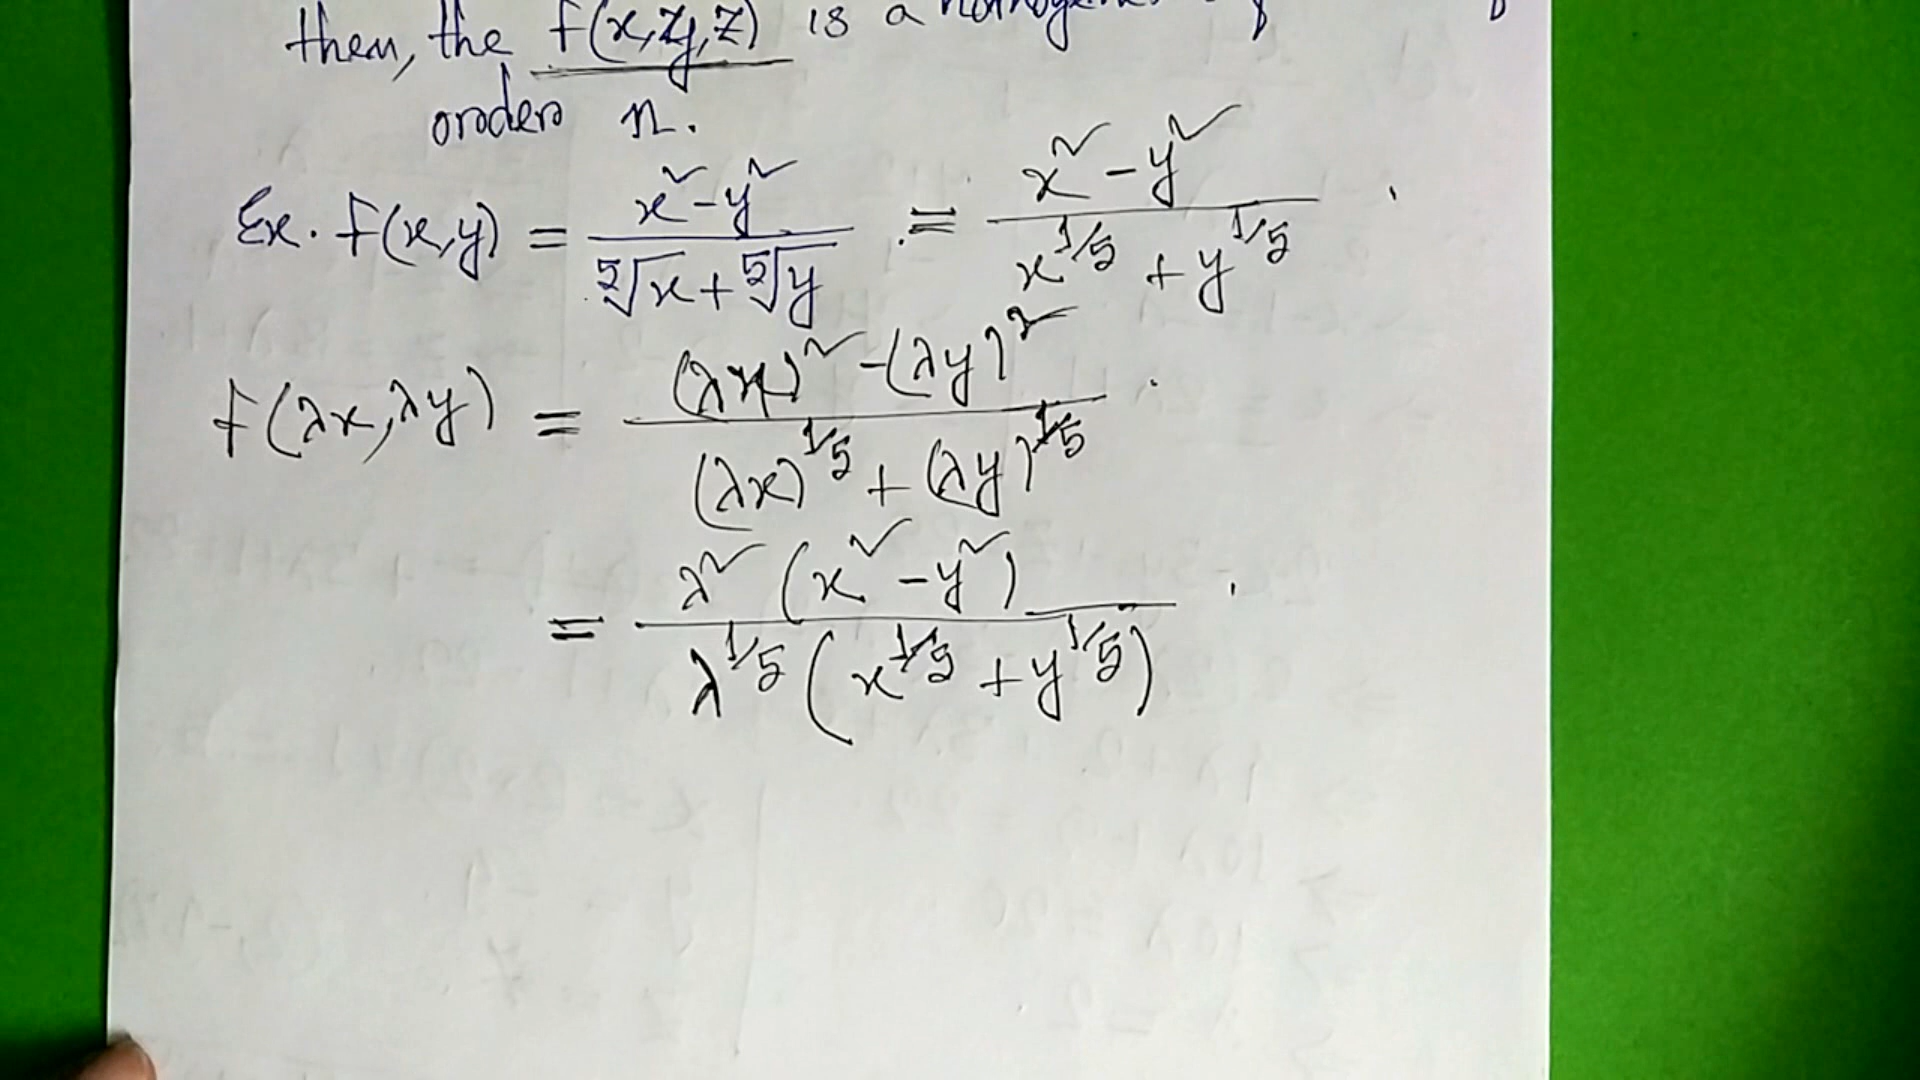 then, the f(x,y,z) is a
order n.
Ex. f(x,y) = (x² - y²)/(⁵√x + ⁵√y) = (x² - y²)/(x^(1/5) + y^(1/5))
f(λx,λy) = ((λx)² - (λy)²)/((λx)^(1/5) + (λy)^(1/5))
= (λ²(x² - y²))/(λ^(1/5)(x^(1/5) + y^(1/5)))